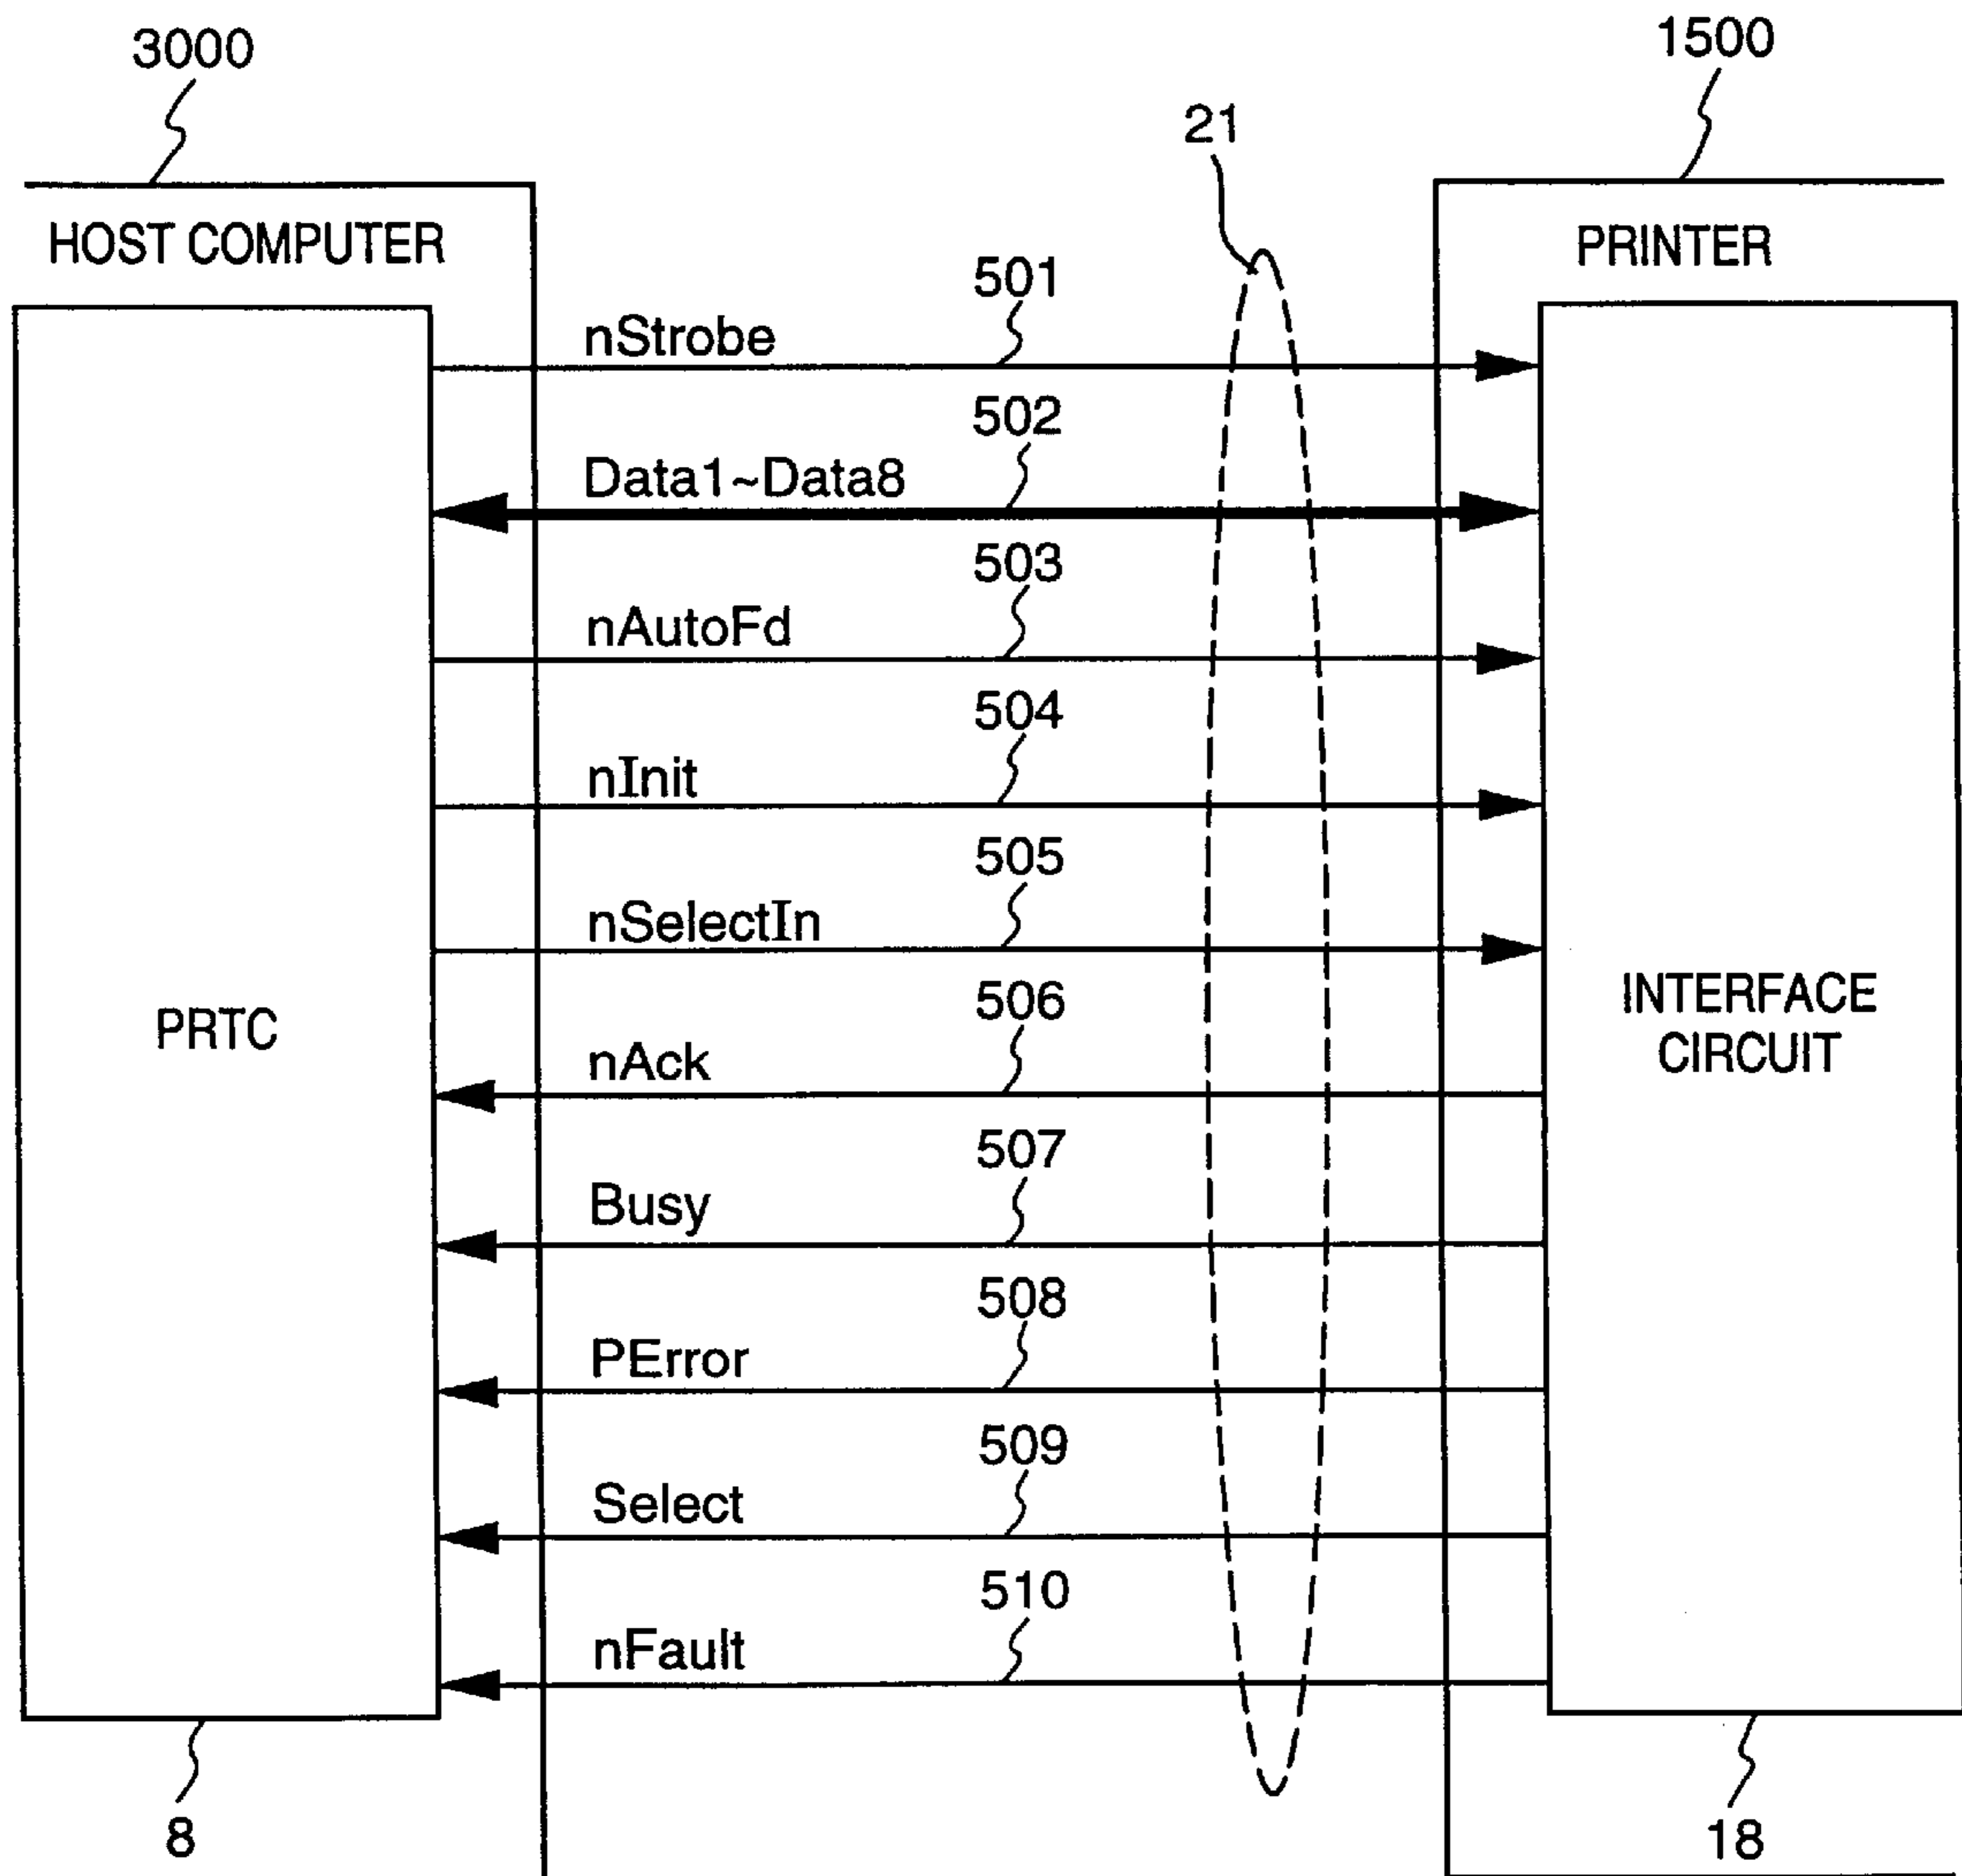 3000
1500
21
HOST COMPUTER
PRINTER
501
nStrobe
502
Data1~Data8
503
nAutoFd
504
nInit
505
nSelectIn
506
nAck
PRTC
INTERFACE
CIRCUIT
507
Busy
508
PError
509
Select
510
nFault
8
18